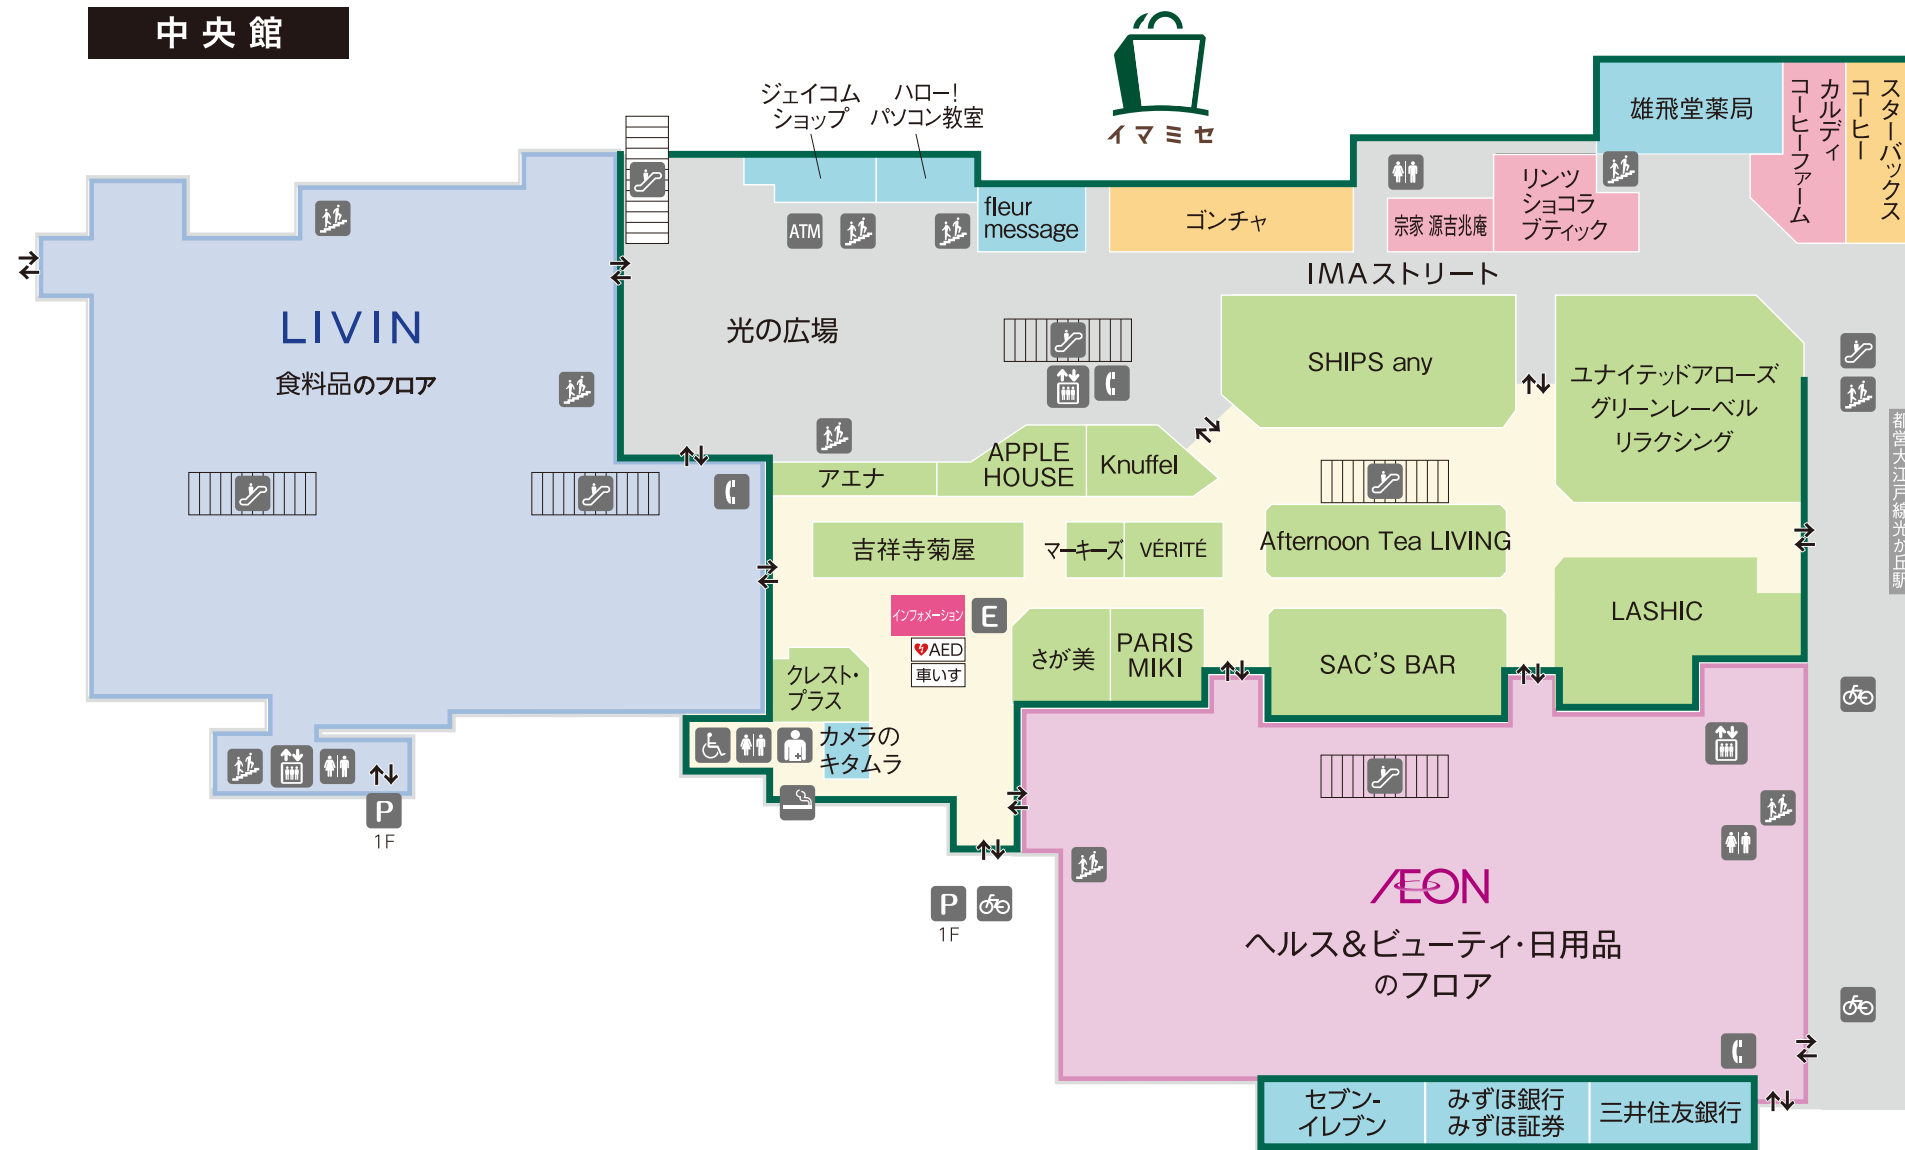 中央館
イマミセ
ジェイコム
ショップ
ハロー!
パソコン教室
雄飛堂薬局
カルディ
コーヒーファーム
スターバックス
コーヒー
fleur
message
ATM
ゴンチャ
宗家 源吉兆庵
リンツ
ショコラ
ブティック
IMAストリート
LIVIN
食料品のフロア
光の広場
SHIPS any
ユナイテッドアローズ
グリーンレーベル
リラクシング
都営大江戸線光が丘駅
アエナ
APPLE
HOUSE
Knuffel
吉祥寺菊屋
マーキーズ
VÉRITÉ
Afternoon Tea LIVING
インフォメーション
E
AED
車いす
さが美
PARIS
MIKI
SAC'S BAR
LASHIC
クレスト・
プラス
カメラの
キタムラ
P
1F
P
1F
ÆON
ヘルス&ビューティ・日用品
のフロア
セブン-
イレブン
みずほ銀行
みずほ証券
三井住友銀行